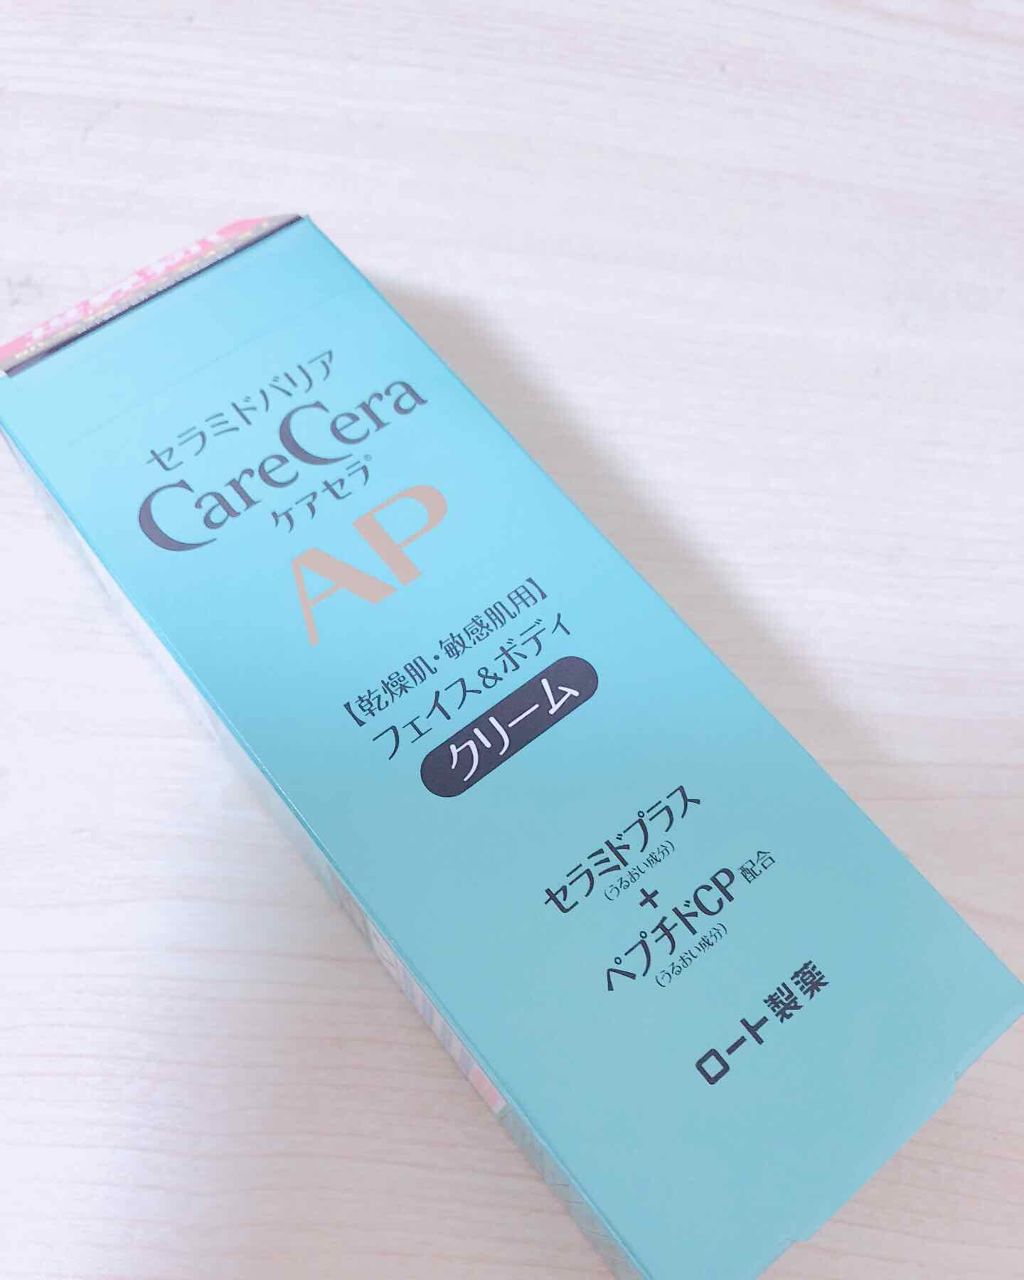 セラミドバリア
CareCera
ケアセラ®
AP
【乾燥肌・敏感肌用】
フェイス&ボディ
クリーム
セラミドプラス
(うるおい成分)
+
ペプチドCP 配合
(うるおい成分)
ロート製薬